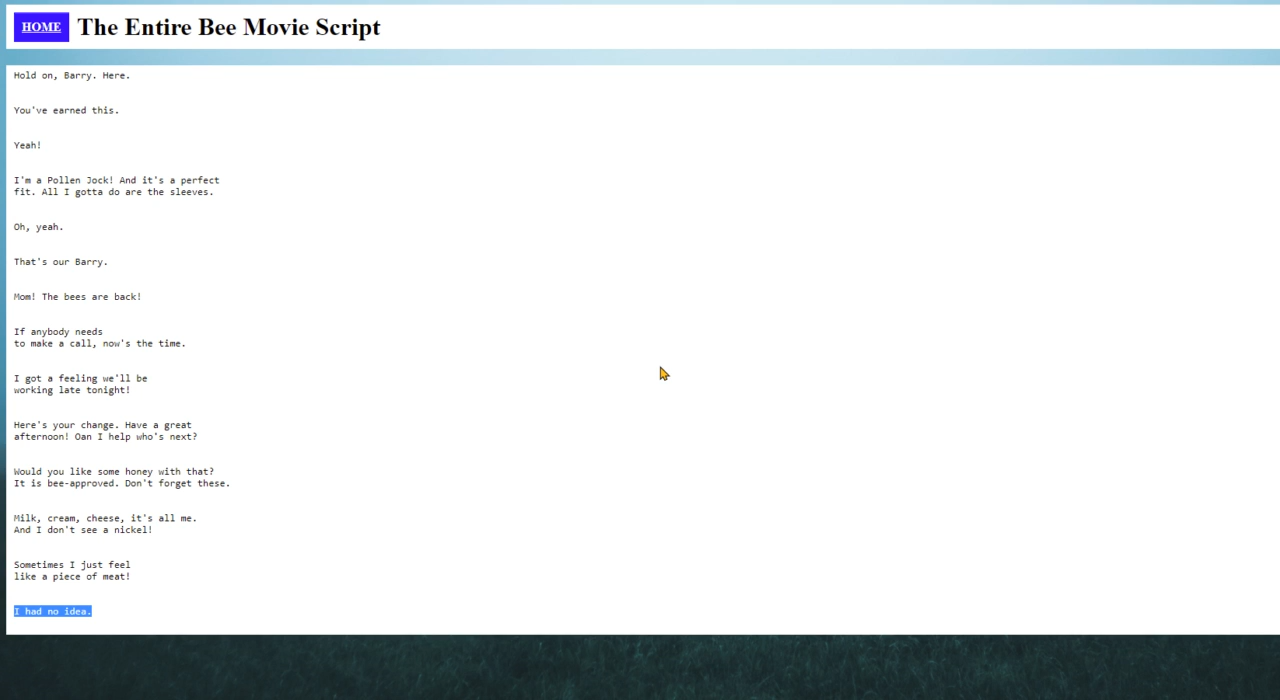 HOME The Entire Bee Movie Script
Hold on, Barry. Here.
You've earned this.
Yeah!
I'm a Pollen Jock! And it's a perfect
fit. All I gotta do are the sleeves.
Oh, yeah.
That's our Barry.
Mom! The bees are back!
If anybody needs
to make a call, now's the time.
I got a feeling we'll be
working late tonight!
Here's your change. Have a great
afternoon! Oan I help who's next?
Would you like some honey with that?
It is bee-approved. Don't forget these.
Milk, cream, cheese, it's all me.
And I don't see a nickel!
Sometimes I just feel
like a piece of meat!
I had no idea.